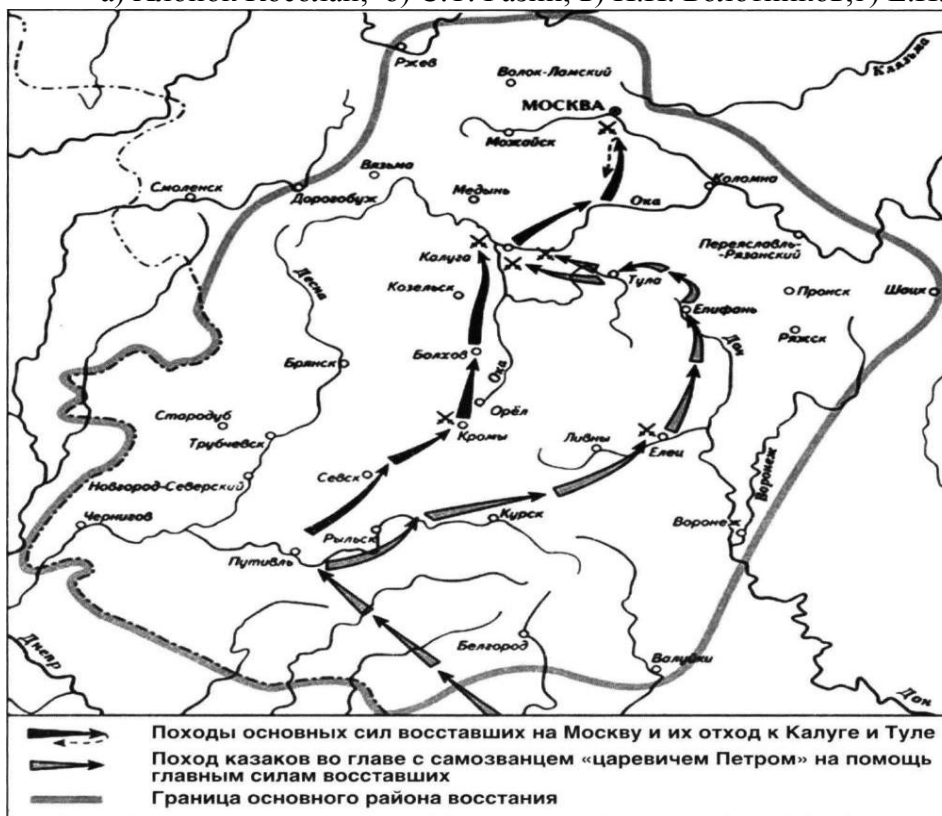 Ржев
Волок-Ламский
Клязьма
МОСКВА
Можайск
Вязьма
Смоленск
Дорогобуж
Медынь
Коломна
Ока
Переяславль-
-Рязанский
Калуга
Десна
Козельск
Тула
Пронск
Шацк
Епифань
Ряжск
Дон
Болхов
Брянск
Ока
Орёл
Стародуб
Трубчевск
Кромы
Ливны
Елец
Воронеж
Севск
Новгород-Северский
Чернигов
Рыльск
Курск
Воронеж
Путивль
Белгород
Валуйки
Днепр
Дон
Походы основных сил восставших на Москву и их отход к Калуге и Туле
Поход казаков во главе с самозванцем «царевичем Петром» на помощь
главным силам восставших
Граница основного района восстания